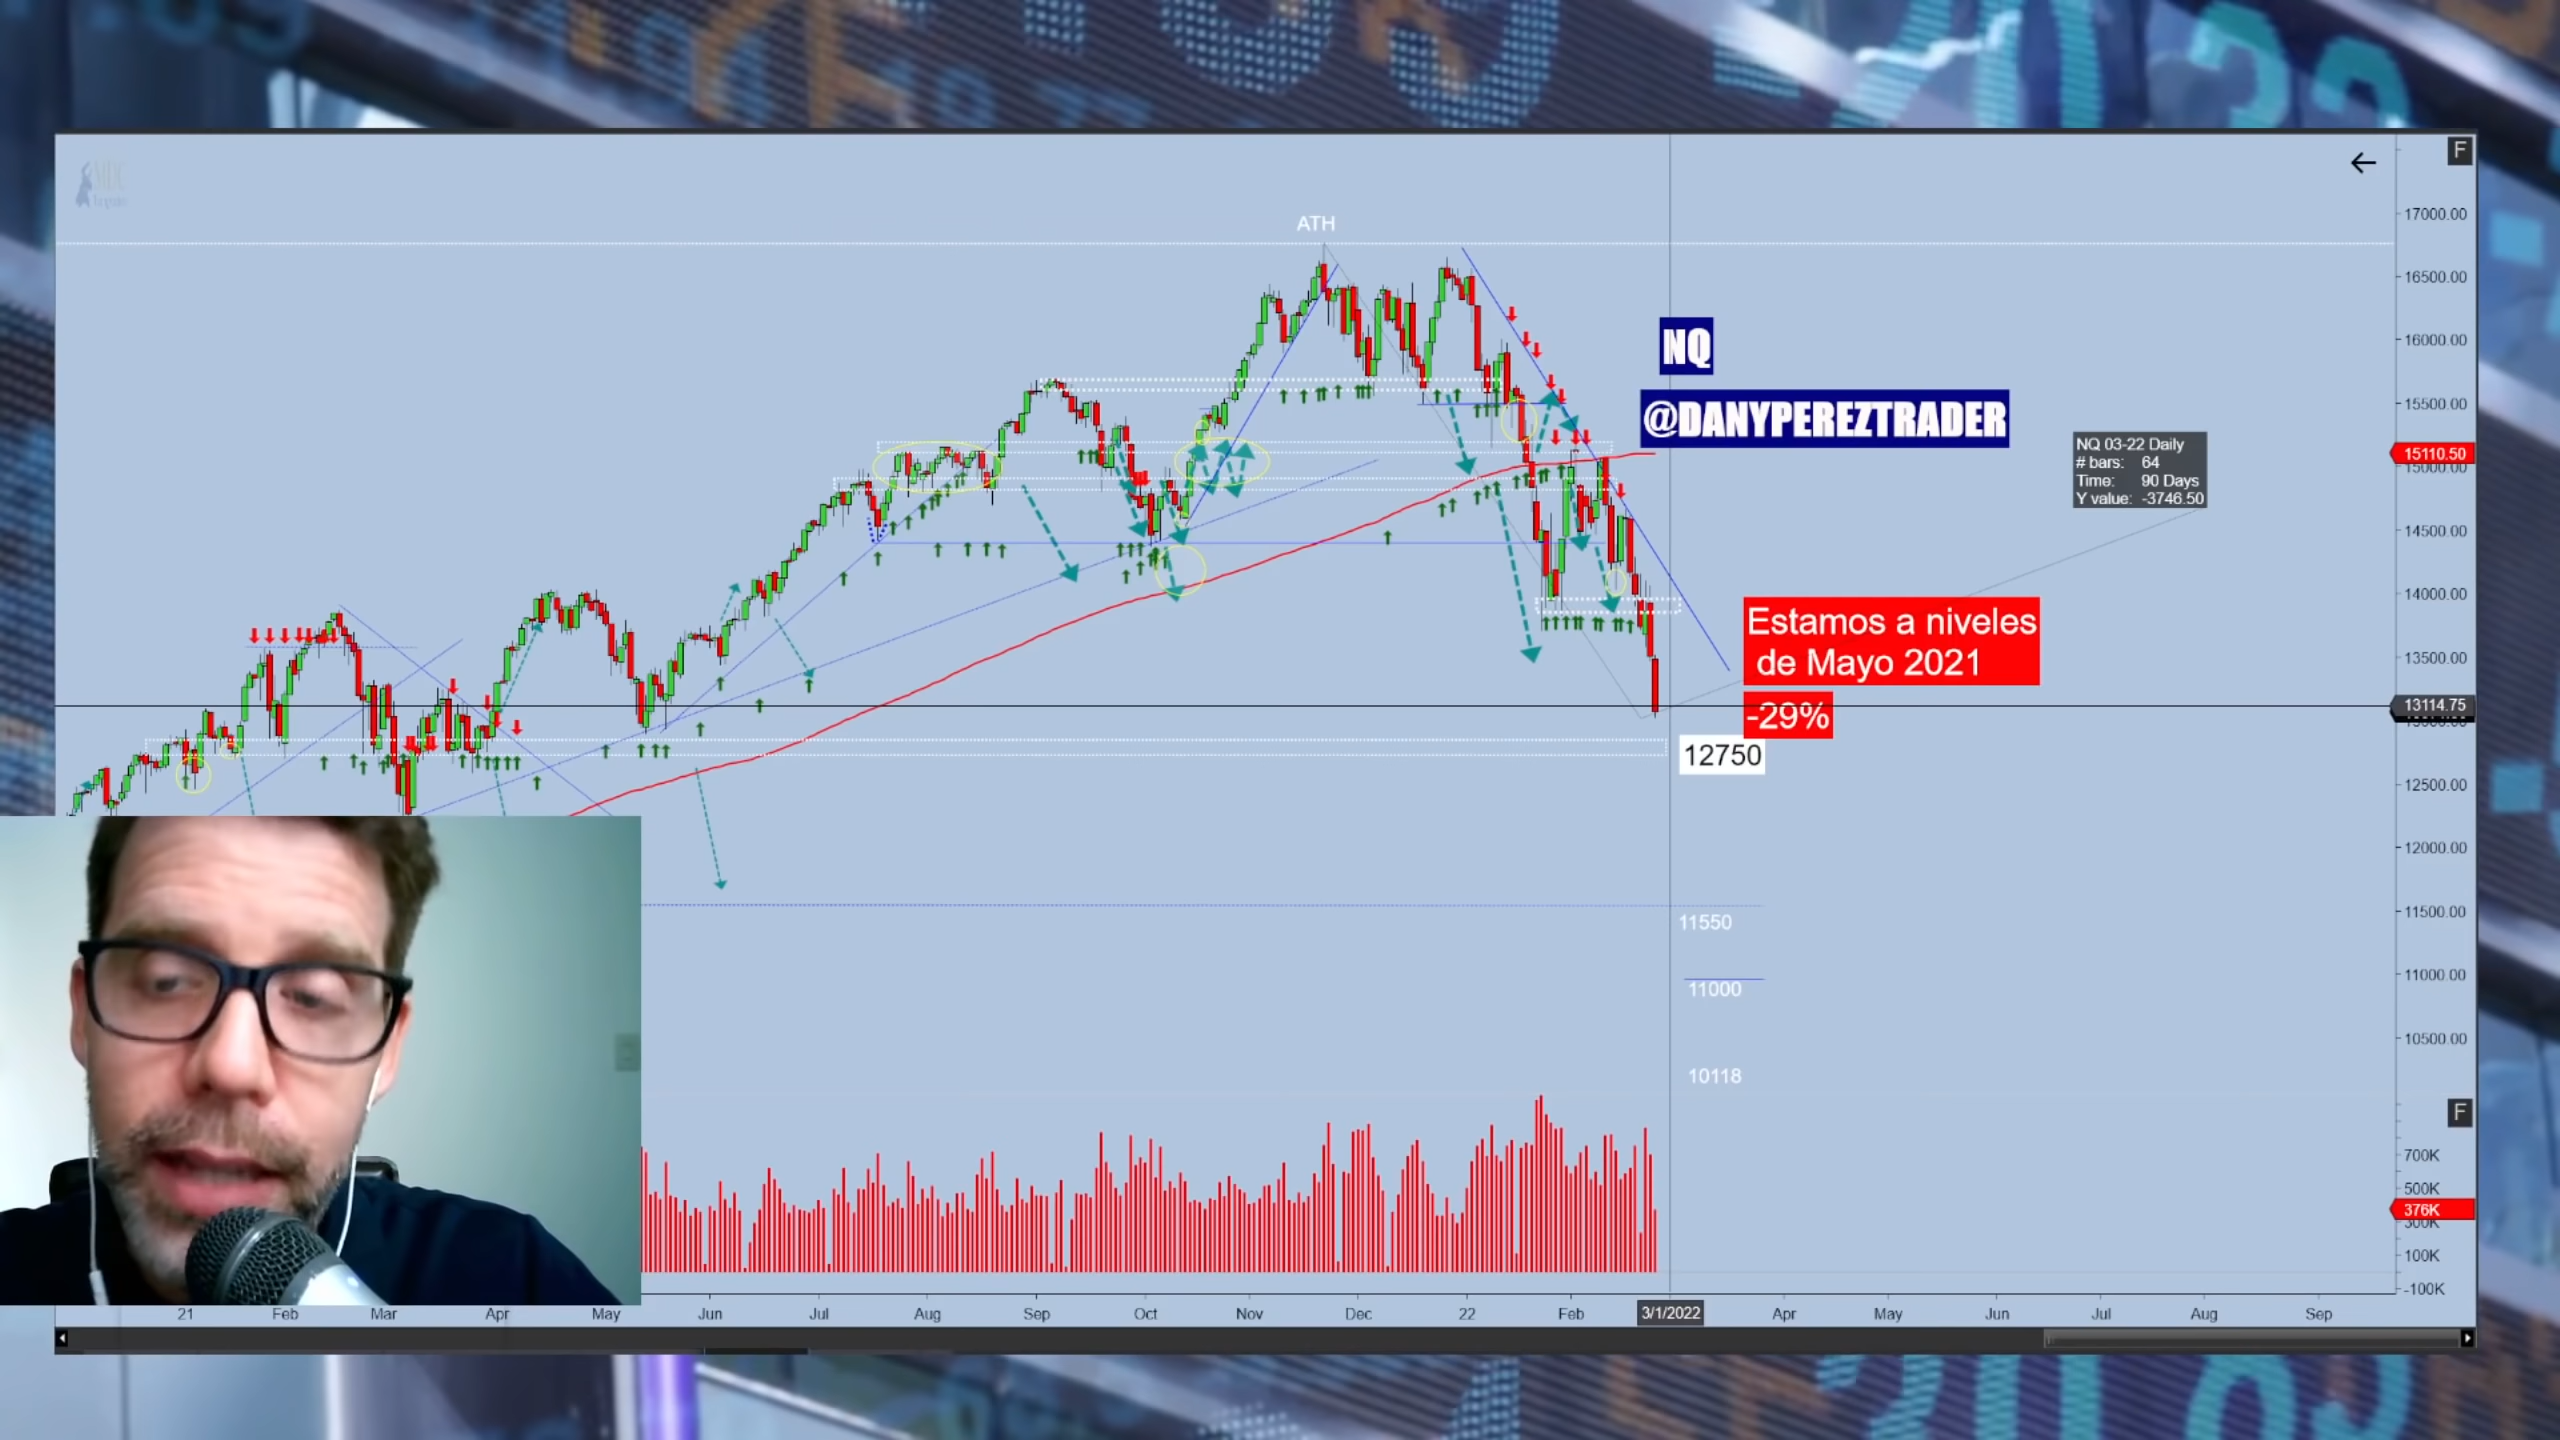 F
17000.00
ATH
16500.00
16000.00
NQ
15500.00
@DANYPEREZTRADER
NQ 03-22 Daily
# bars: 64
Time: 90 Days
Y value: -3746.50
15110.50
15000.00
14500.00
14000.00
Estamos a niveles
de Mayo 2021
13500.00
13114.75
-29%
12750
12500.00
12000.00
11550
11500.00
11000
11000.00
10500.00
10118
F
700K
500K
376K
300K
100K
-100K
21 Feb Mar Apr May Jun Jul Aug Sep Oct Nov Dec 22 Feb 3/1/2022 Apr May Jun Jul Aug Sep